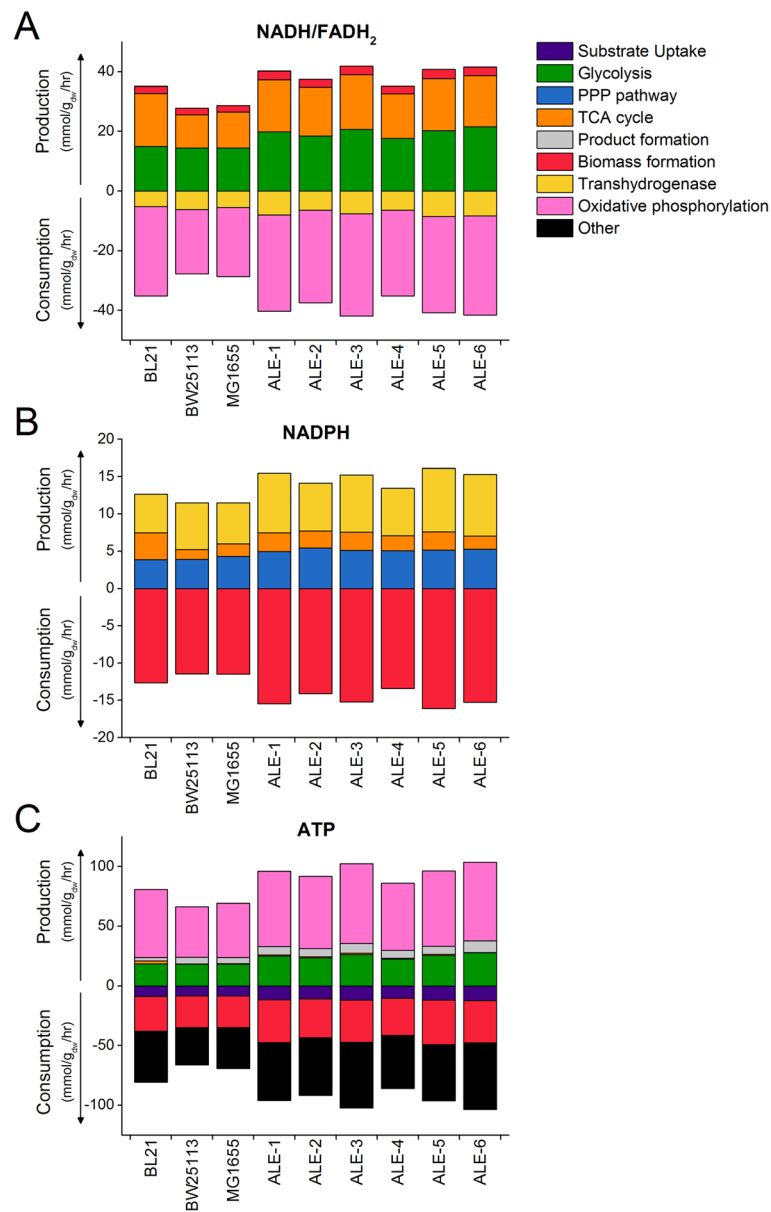 A
NADH/FADH2
Production
(mmol/gdw/hr)
Consumption
(mmol/gdw/hr)
40
20
0
-20
-40
BL21
BW25113
MG1655
ALE-1
ALE-2
ALE-3
ALE-4
ALE-5
ALE-6
Substrate Uptake
Glycolysis
PPP pathway
TCA cycle
Product formation
Biomass formation
Transhydrogenase
Oxidative phosphorylation
Other
B
NADPH
Production
(mmol/gdw/hr)
Consumption
(mmol/gdw/hr)
20
15
10
5
0
-5
-10
-15
-20
BL21
BW25113
MG1655
ALE-1
ALE-2
ALE-3
ALE-4
ALE-5
ALE-6
C
ATP
Production
(mmol/gdw/hr)
Consumption
(mmol/gdw/hr)
100
50
0
-50
-100
BL21
BW25113
MG1655
ALE-1
ALE-2
ALE-3
ALE-4
ALE-5
ALE-6